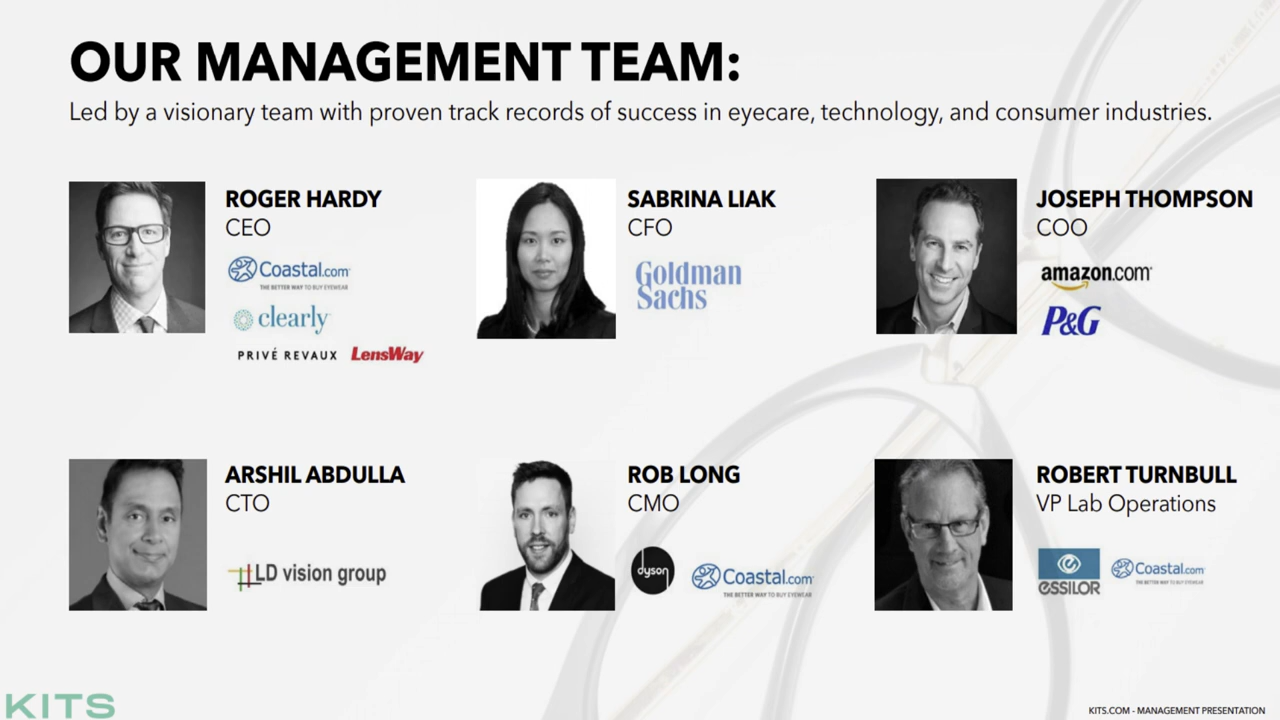 OUR MANAGEMENT TEAM:
Led by a visionary team with proven track records of success in eyecare, technology, and consumer industries.
ROGER HARDY
CEO
Coastal.com
THE BETTER WAY TO BUY EYEWEAR
clearly
PRIVÉ REVAUX LensWay
SABRINA LIAK
CFO
Goldman
Sachs
JOSEPH THOMPSON
COO
amazon.com
P&G
ARSHIL ABDULLA
CTO
LD vision group
ROB LONG
CMO
dyson
Coastal.com
THE BETTER WAY TO BUY EYEWEAR
ROBERT TURNBULL
VP Lab Operations
essilor
Coastal.com
THE BETTER WAY TO BUY EYEWEAR
KITS
KITS.COM - MANAGEMENT PRESENTATION